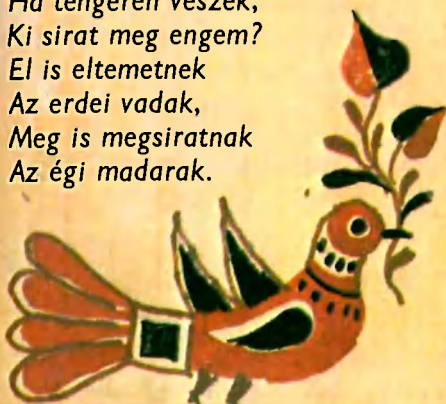 Ha tengeren veszek,
Ki sirat meg engem?
El is eltemetnek
Az erdei vadak,
Meg is megsiratnak
Az égi madarak.